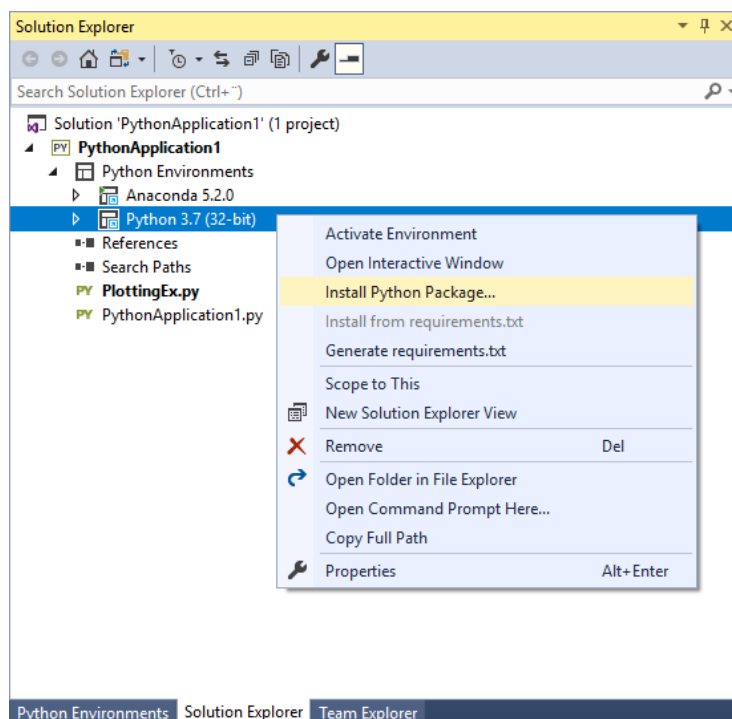 Solution Explorer
Search Solution Explorer (Ctrl+¨)
Solution 'PythonApplication1' (1 project)
PY PythonApplication1
Python Environments
Anaconda 5.2.0
Python 3.7 (32-bit)
References
Search Paths
PY PlottingEx.py
PY PythonApplication1.py
Activate Environment
Open Interactive Window
Install Python Package...
Install from requirements.txt
Generate requirements.txt
Scope to This
New Solution Explorer View
Remove Del
Open Folder in File Explorer
Open Command Prompt Here...
Copy Full Path
Properties Alt+Enter
Python Environments Solution Explorer Team Explorer